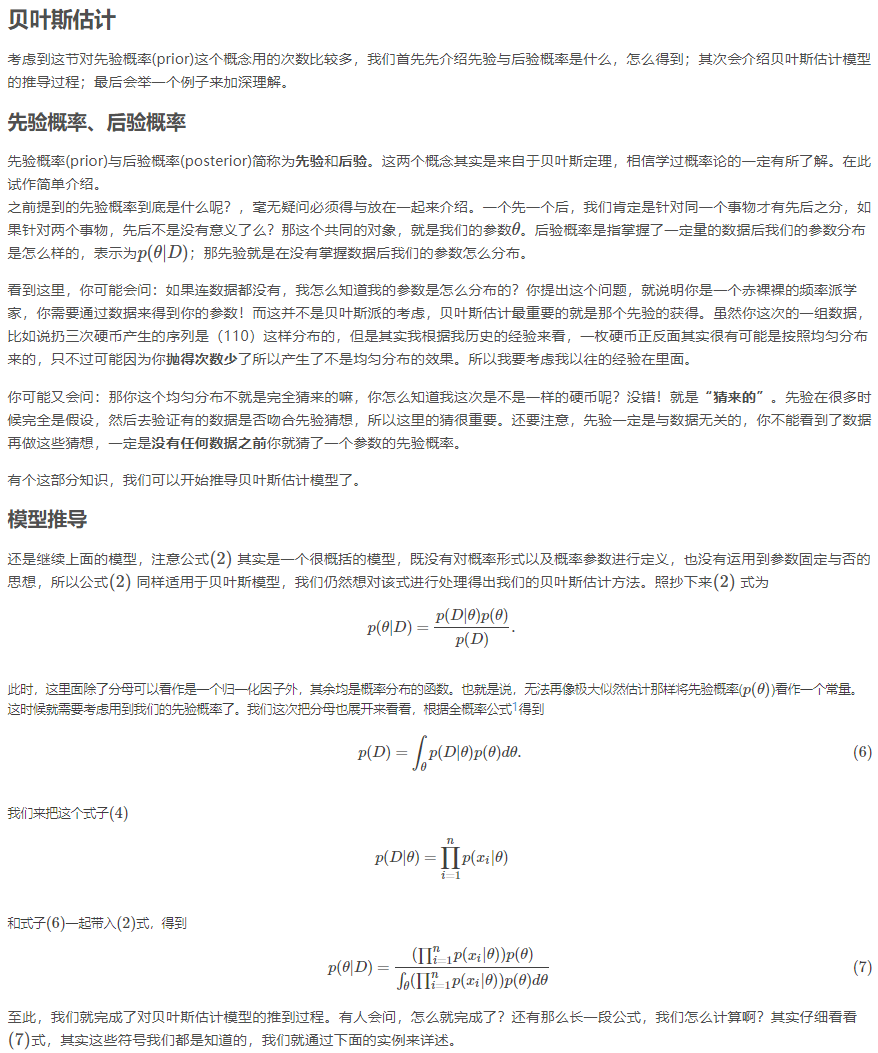 贝叶斯估计
考虑到这节对先验概率(prior)这个概念用的次数比较多，我们首先先介绍先验与后验概率是什么，怎么得到；其次会介绍贝叶斯估计模型
的推导过程；最后会举一个例子来加深理解。
先验概率、后验概率
先验概率(prior)与后验概率(posterior)简称为先验和后验。这两个概念其实是来自于贝叶斯定理，相信学过概率论的一定有所了解。在此
试作简单介绍。
之前提到的先验概率到底是什么呢？，毫无疑问必须得与放在一起来介绍。一个先一个后，我们肯定是针对同一个事物才有先后之分，如
果针对两个事物，先后不是没有意义了么？那这个共同的对象，就是我们的参数θ。后验概率是指掌握了一定量的数据后我们的参数分布
是怎么样的，表示为p(θ|D)；那先验就是在没有掌握数据后我们的参数怎么分布。
看到这里，你可能会问：如果连数据都没有，我怎么知道我的参数是怎么分布的？你提出这个问题，就说明你是一个赤裸裸的频率派学
家，你需要通过数据来得到你的参数！而这并不是贝叶斯派的考虑，贝叶斯估计最重要的就是那个先验的获得。虽然你这次的一组数据，
比如说扔三次硬币产生的序列是（110）这样分布的，但是其实我根据我历史的经验来看，一枚硬币正反面其实很有可能是按照均匀分布
来的，只不过可能因为你抛得次数少了所以产生了不是均匀分布的效果。所以我要考虑我以往的经验在里面。
你可能又会问：那你这个均匀分布不就是完全猜来的嘛，你怎么知道我这次是不是一样的硬币呢？没错！就是“猜来的”。先验在很多时
候完全是假设，然后去验证有的数据是否吻合先验猜想，所以这里的猜很重要。还要注意，先验一定是与数据无关的，你不能看到了数据
再做这些猜想，一定是没有任何数据之前你就猜了一个参数的先验概率。
有个这部分知识，我们可以开始推导贝叶斯估计模型了。
模型推导
还是继续上面的模型，注意公式(2) 其实是一个很概括的模型，既没有对概率形式以及概率参数进行定义，也没有运用到参数固定与否的
思想，所以公式(2) 同样适用于贝叶斯模型，我们仍然想对该式进行处理得出我们的贝叶斯估计方法。照抄下来(2) 式为
p(θ|D) = p(D|θ)p(θ) / p(D).
此时，这里面除了分母可以看作是一个归一化因子外，其余均是概率分布的函数。也就是说，无法再像极大似然估计那样将先验概率(p(θ))看作一个常量。
这时候就需要考虑用到我们的先验概率了。我们这次把分母也展开来看看，根据全概率公式¹得到
p(D) = ∫_θ p(D|θ)p(θ)dθ. (6)
我们来把这个式子(4)
p(D|θ) = ∏_{i=1}^{n} p(x_i|θ)
和式子(6)一起带入(2)式，得到
p(θ|D) = (∏_{i=1}^{n} p(x_i|θ))p(θ) / ∫_θ (∏_{i=1}^{n} p(x_i|θ))p(θ)dθ (7)
至此，我们就完成了对贝叶斯估计模型的推到过程。有人会问，怎么就完成了？还有那么长一段公式，我们怎么计算啊？其实仔细看看
(7)式，其实这些符号我们都是知道的，我们就通过下面的实例来详述。